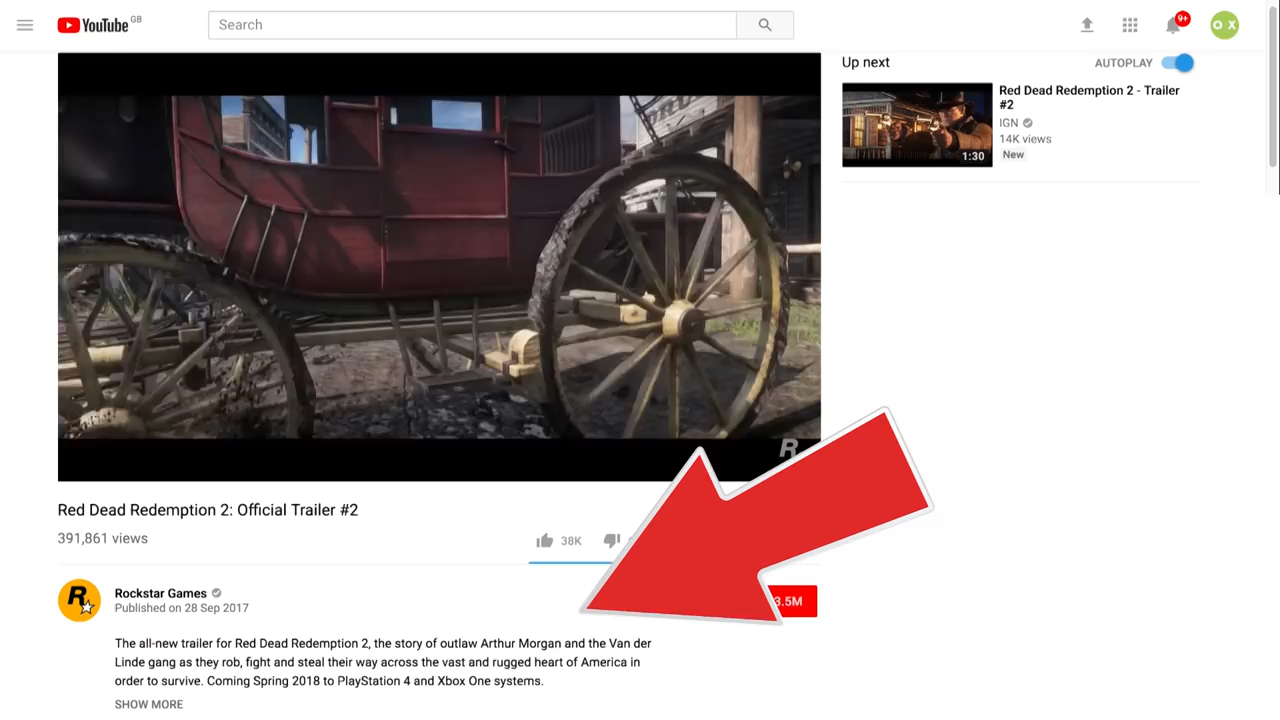 YouTube GB
Search
9+
O X
Up next
AUTOPLAY
Red Dead Redemption 2 - Trailer
#2
IGN
14K views
New
1:30
R
Red Dead Redemption 2: Official Trailer #2
391,861 views
38K
R
Rockstar Games
Published on 28 Sep 2017
3.5M
The all-new trailer for Red Dead Redemption 2, the story of outlaw Arthur Morgan and the Van der
Linde gang as they rob, fight and steal their way across the vast and rugged heart of America in
order to survive. Coming Spring 2018 to PlayStation 4 and Xbox One systems.
SHOW MORE